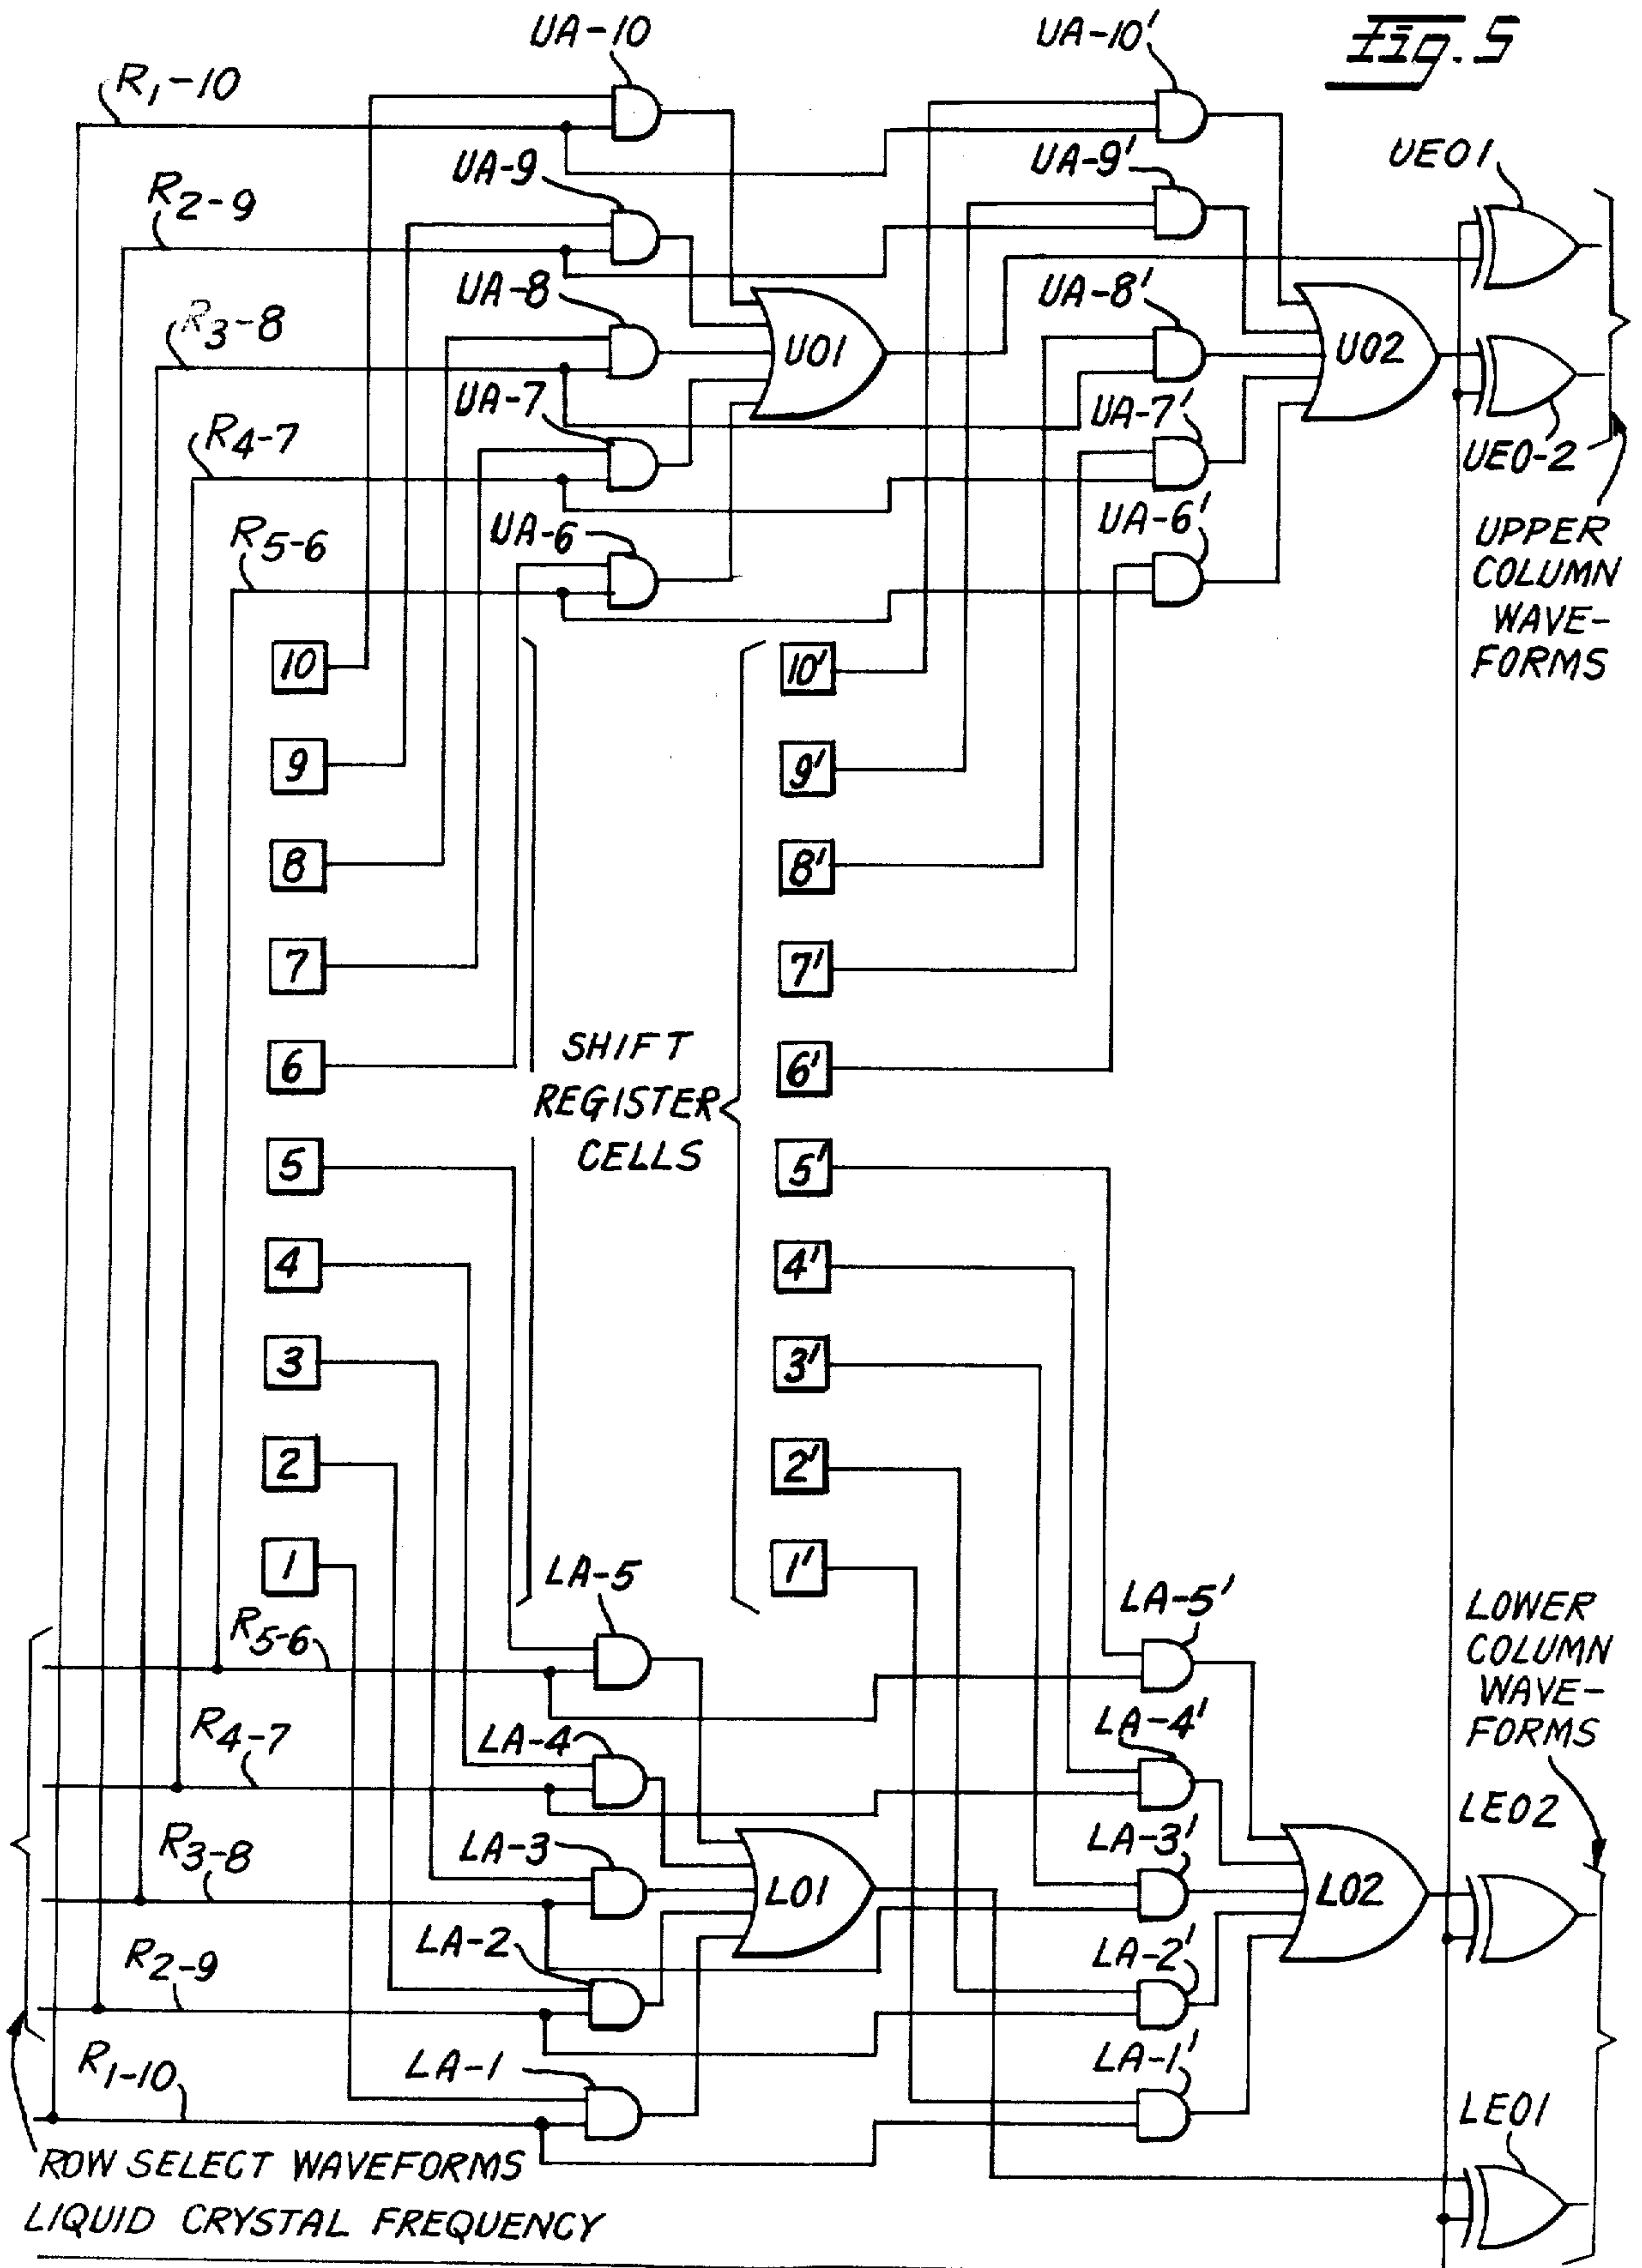 Fig. 5
UA-10
UA-10'
R1-10
UA-9
UA-9'
UE01
R2-9
UA-8
UA-8'
R3-8
U01
U02
UA-7
UA-7'
R4-7
UE0-2
UA-6
UA-6'
R5-6
UPPER
COLUMN
WAVE-
FORMS
10
10'
9
9'
8
8'
7
7'
6
6'
SHIFT
REGISTER
CELLS
5
5'
4
4'
3
3'
2
2'
1
1'
LA-5
LA-5'
R5-6
LOWER
COLUMN
WAVE-
FORMS
R4-7
LA-4
LA-4'
LE02
R3-8
LA-3
LA-3'
L01
L02
R2-9
LA-2
LA-2'
R1-10
LA-1
LA-1'
LE01
ROW SELECT WAVEFORMS
LIQUID CRYSTAL FREQUENCY